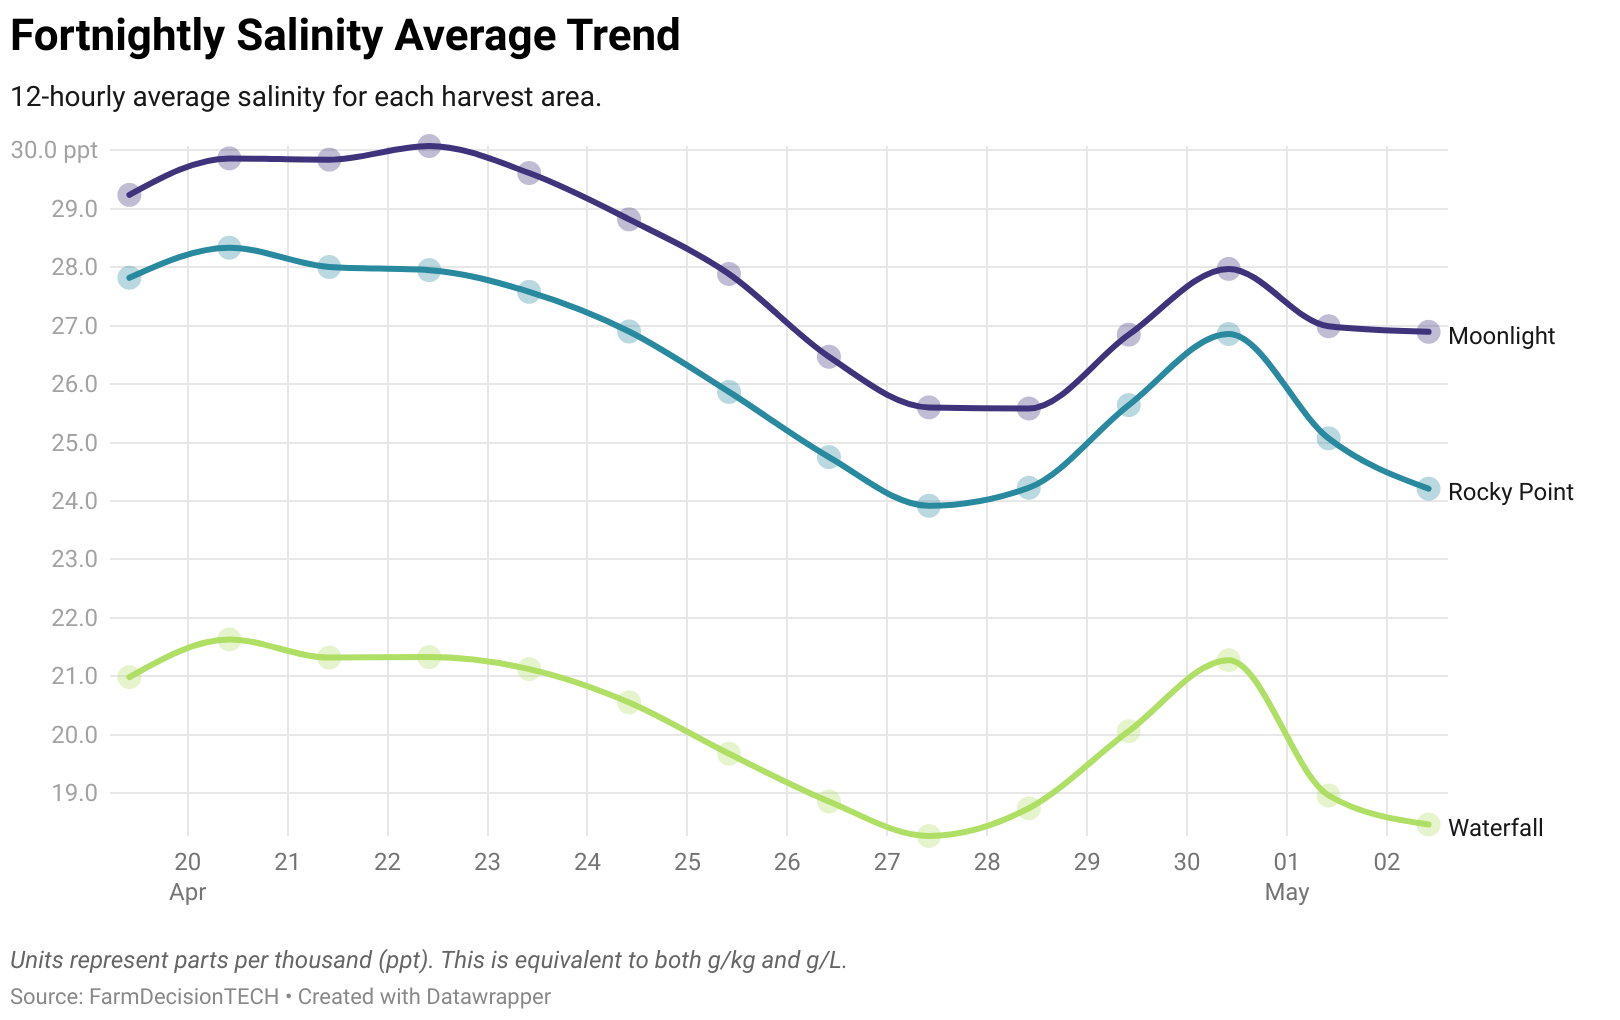 Fortnightly Salinity Average Trend
12-hourly average salinity for each harvest area.
30.0 ppt
29.0
28.0
27.0
26.0
25.0
24.0
23.0
22.0
21.0
20.0
19.0
Moonlight
Rocky Point
Waterfall
20 21 22 23 24 25 26 27 28 29 30 01 02
Apr May
Units represent parts per thousand (ppt). This is equivalent to both g/kg and g/L.
Source: FarmDecisionTECH • Created with Datawrapper